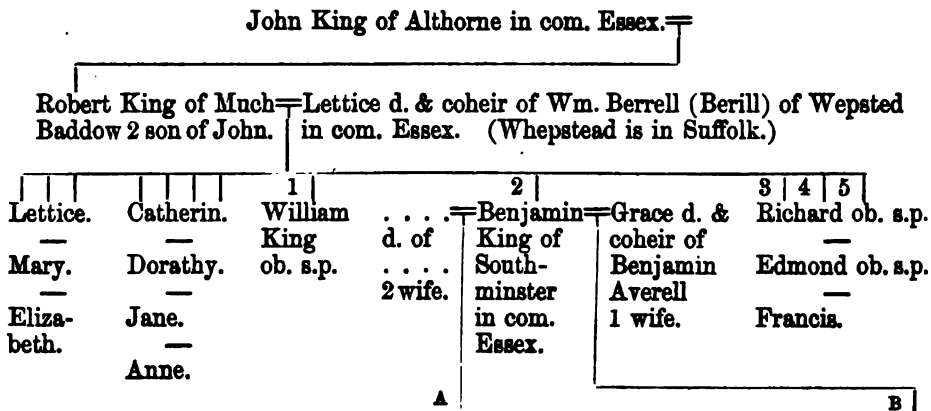 John King of Althorne in com. Essex.
Robert King of Much Lettice d. & coheir of Wm. Berrell (Berill) of Wepsted
Baddow 2 son of John. in com. Essex. (Whepstead is in Suffolk.)
1 2 3 4 5
Lettice. Catherin. William . . . . Benjamin Grace d. & Richard ob. s.p.
King d. of King of coheir of
Mary. Dorathy. ob. s.p. . . . . South- Benjamin Edmond ob. s.p.
2 wife. minster Averell
Eliza- Jane. in com. 1 wife. Francis.
beth. Essex.
Anne.
A B